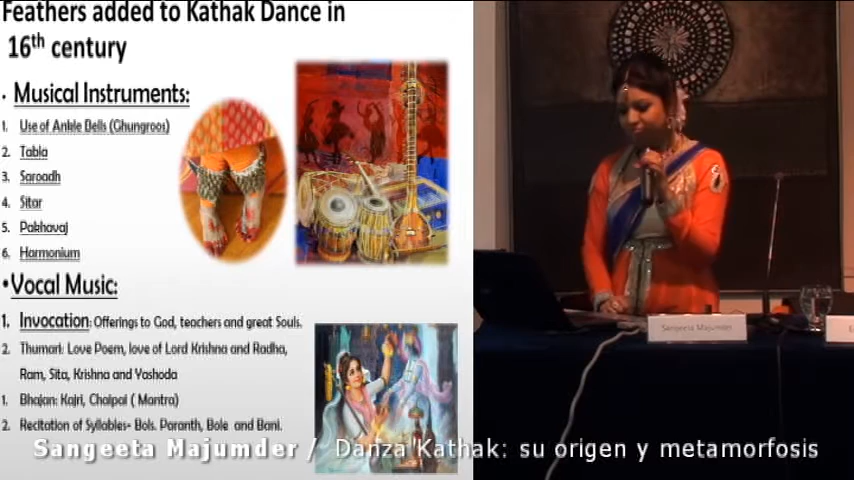 Feathers added to Kathak Dance in
16th century
• Musical Instruments:
1. Use of Ankle Bells (Ghungroos)
2. Tabla
3. Saroadh
4. Sitar
5. Pakhavaj
6. Harmonium
•Vocal Music:
1. Invocation: Offerings to God, teachers and great Souls.
2. Thumari: Love Poem, love of Lord Krishna and Radha,
Ram, Sita, Krishna and Yashoda
1. Bhajan: Kajri, Chaipai ( Mantra)
2. Recitation of Syllables- Bols. Paranth, Bole and Bani.
Sangeeta Majumder / Danza Kathak: su origen y metamorfosis
Sangeeta Majumder